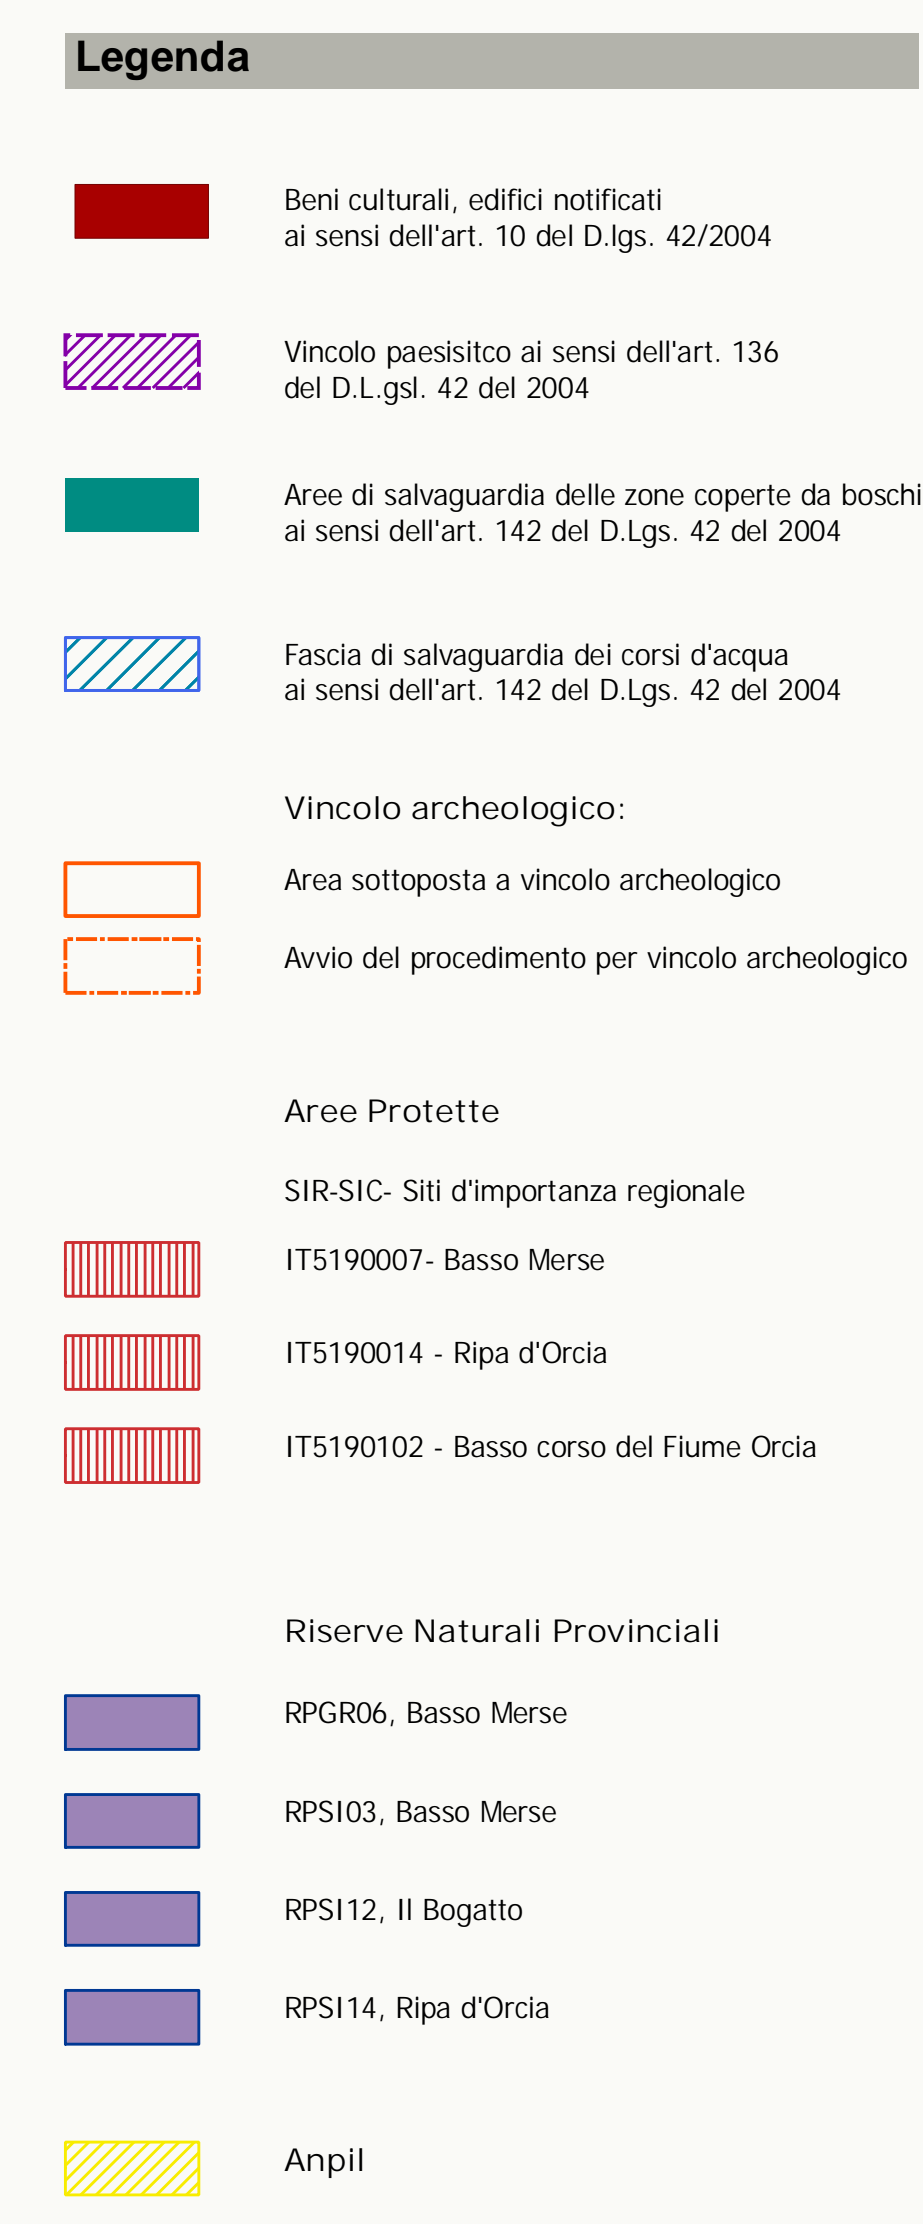 Legenda
Beni culturali, edifici notificati
ai sensi dell'art. 10 del D.lgs. 42/2004
Vincolo paesisitco ai sensi dell'art. 136
del D.L.gsl. 42 del 2004
Aree di salvaguardia delle zone coperte da boschi
ai sensi dell'art. 142 del D.Lgs. 42 del 2004
Fascia di salvaguardia dei corsi d'acqua
ai sensi dell'art. 142 del D.Lgs. 42 del 2004
Vincolo archeologico:
Area sottoposta a vincolo archeologico
Avvio del procedimento per vincolo archeologico
Aree Protette
SIR-SIC- Siti d'importanza regionale
IT5190007- Basso Merse
IT5190014 - Ripa d'Orcia
IT5190102 - Basso corso del Fiume Orcia
Riserve Naturali Provinciali
RPGR06, Basso Merse
RPSI03, Basso Merse
RPSI12, Il Bogatto
RPSI14, Ripa d'Orcia
Anpil